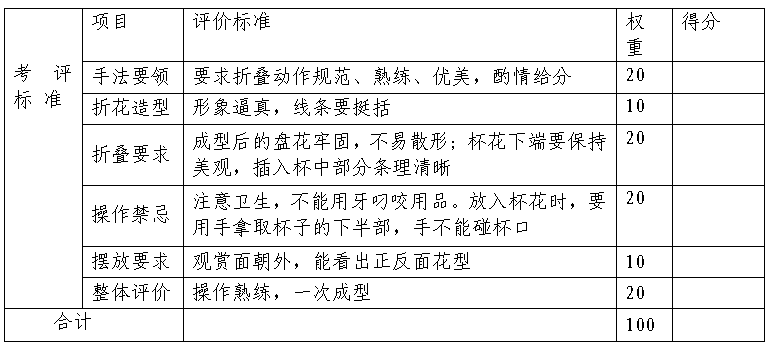 项目 评价标准 权重 得分
考评标准
手法要领 要求折叠动作规范、熟练、优美，酌情给分 20
折花造型 形象逼真，线条要挺括 10
折叠要求 成型后的盘花牢固，不易散形；杯花下端要保持 20
美观，插入杯中部分条理清晰
操作禁忌 注意卫生，不能用牙叼咬用品。放入杯花时，要 20
用手拿取杯子的下半部，手不能碰杯口
摆放要求 观赏面朝外，能看出正反面花型 10
整体评价 操作熟练，一次成型 20
合计 100